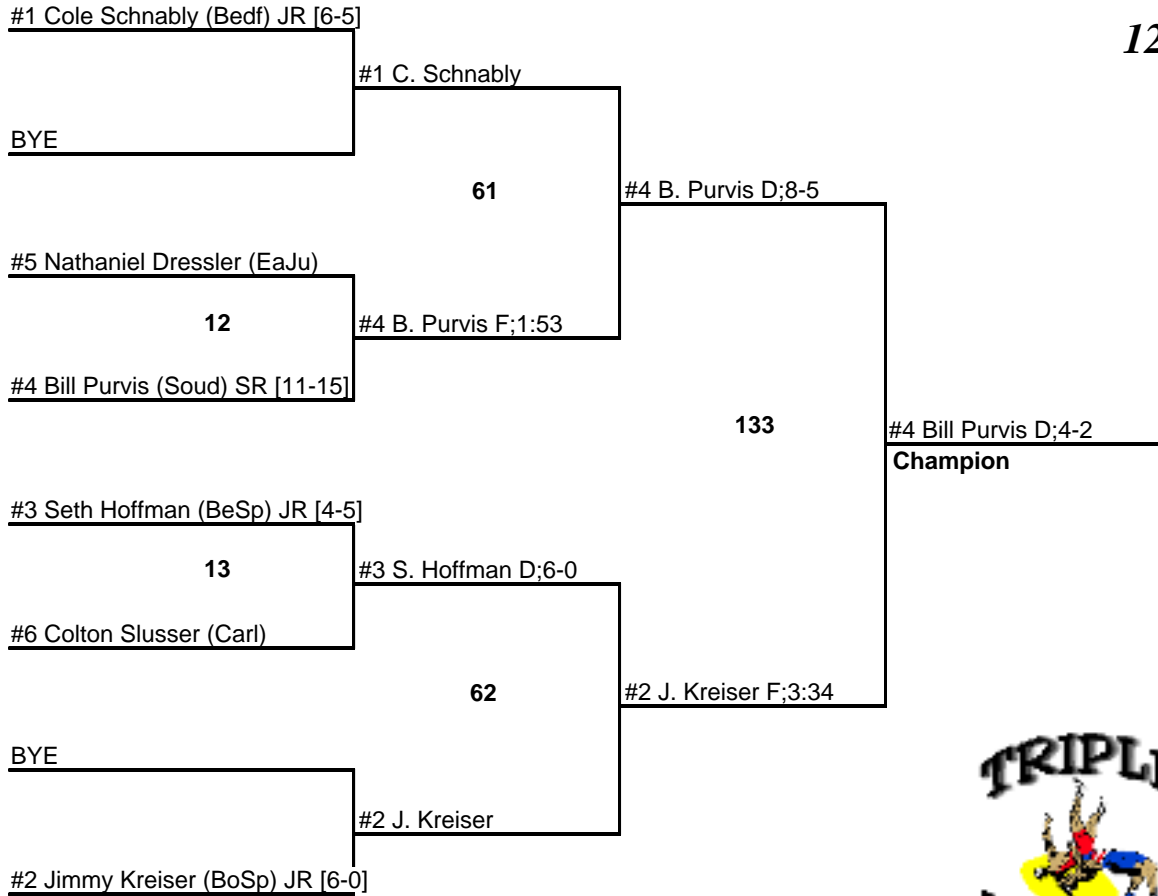 #1 Cole Schnably (Bedf) JR [6-5]
12
#1 C. Schnably
BYE
61
#4 B. Purvis D;8-5
#5 Nathaniel Dressler (EaJu)
12
#4 B. Purvis F;1:53
#4 Bill Purvis (Soud) SR [11-15]
133
#4 Bill Purvis D;4-2
Champion
#3 Seth Hoffman (BeSp) JR [4-5]
13
#3 S. Hoffman D;6-0
#6 Colton Slusser (Carl)
62
#2 J. Kreiser F;3:34
BYE
#2 J. Kreiser
#2 Jimmy Kreiser (BoSp) JR [6-0]